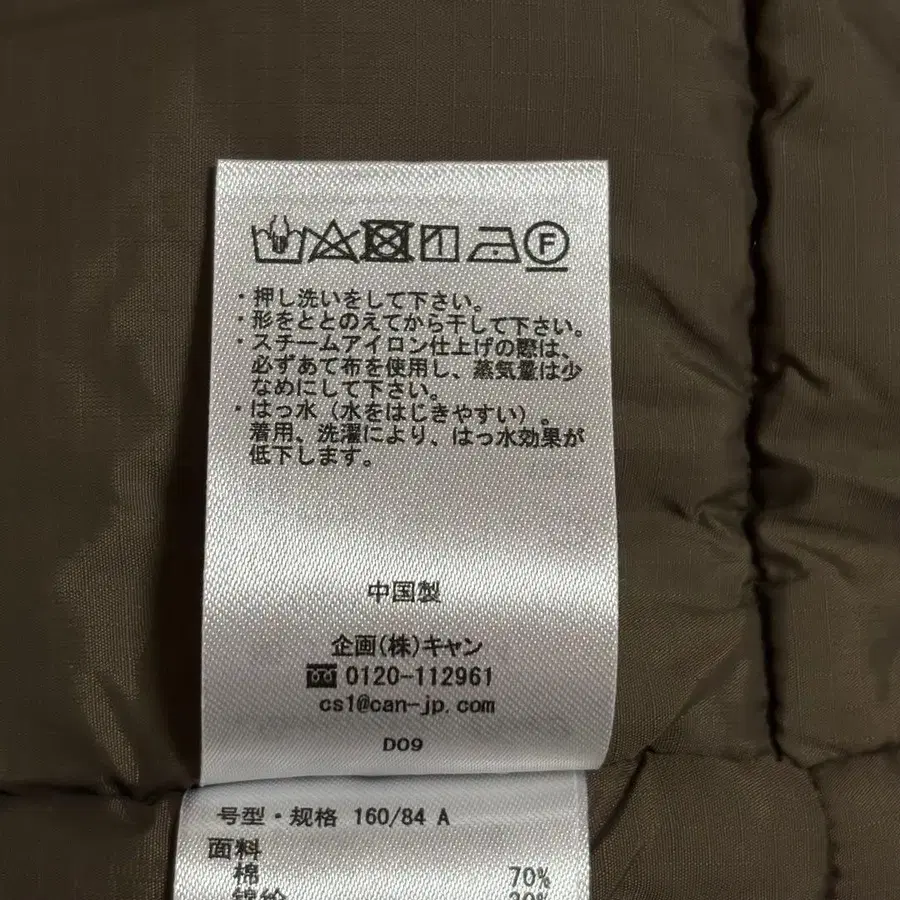 F
・押し洗いをして下さい。
・形をととのえてから干して下さい。
・スチームアイロン仕上げの際は、
必ずあて布を使用し、蒸気量は少
なめにして下さい。
・はっ水（水をはじきやすい）。
着用、洗濯により、はっ水効果が
低下します。
中国製
企画(株)キャン
0120-112961
cs1@can-jp.com
D09
号型・规格 160/84 A
面料
棉 70%
锦纶 30%